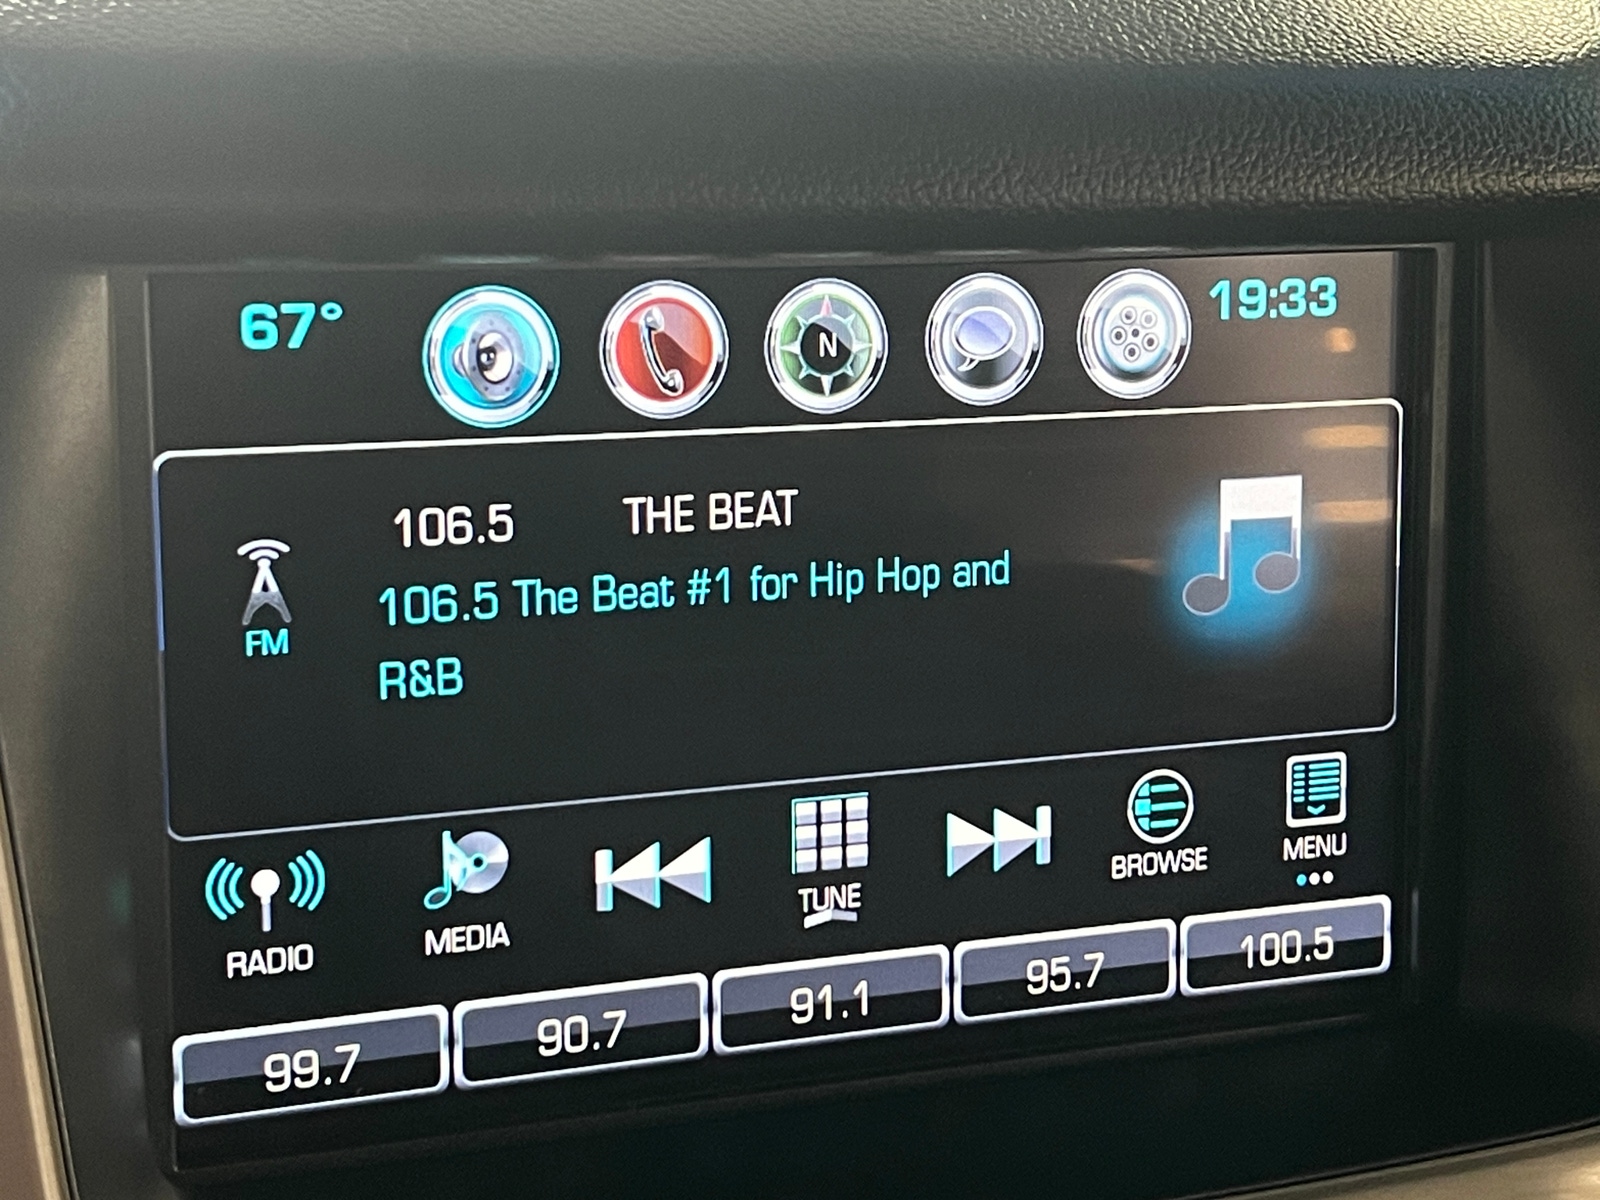 67° N 19:33
106.5 THE BEAT
106.5 The Beat #1 for Hip Hop and
R&B
FM
RADIO MEDIA TUNE BROWSE MENU
99.7 90.7 91.1 95.7 100.5